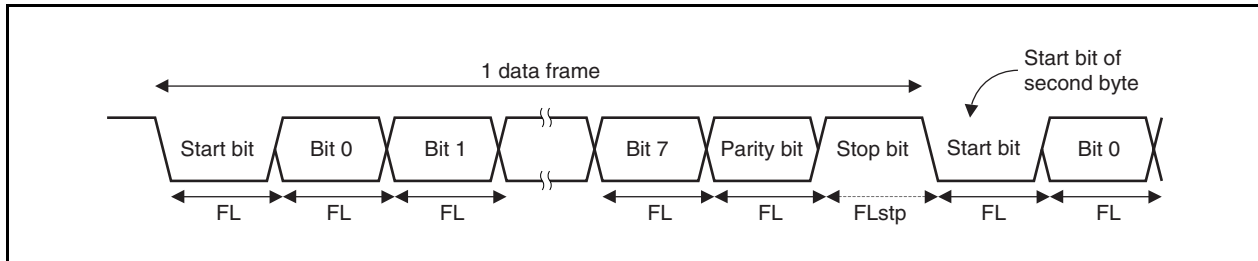 1 data frame
Start bit of
second byte
Start bit
Bit 0
Bit 1
Bit 7
Parity bit
Stop bit
Start bit
Bit 0
FL
FL
FL
FL
FL
FLstp
FL
FL